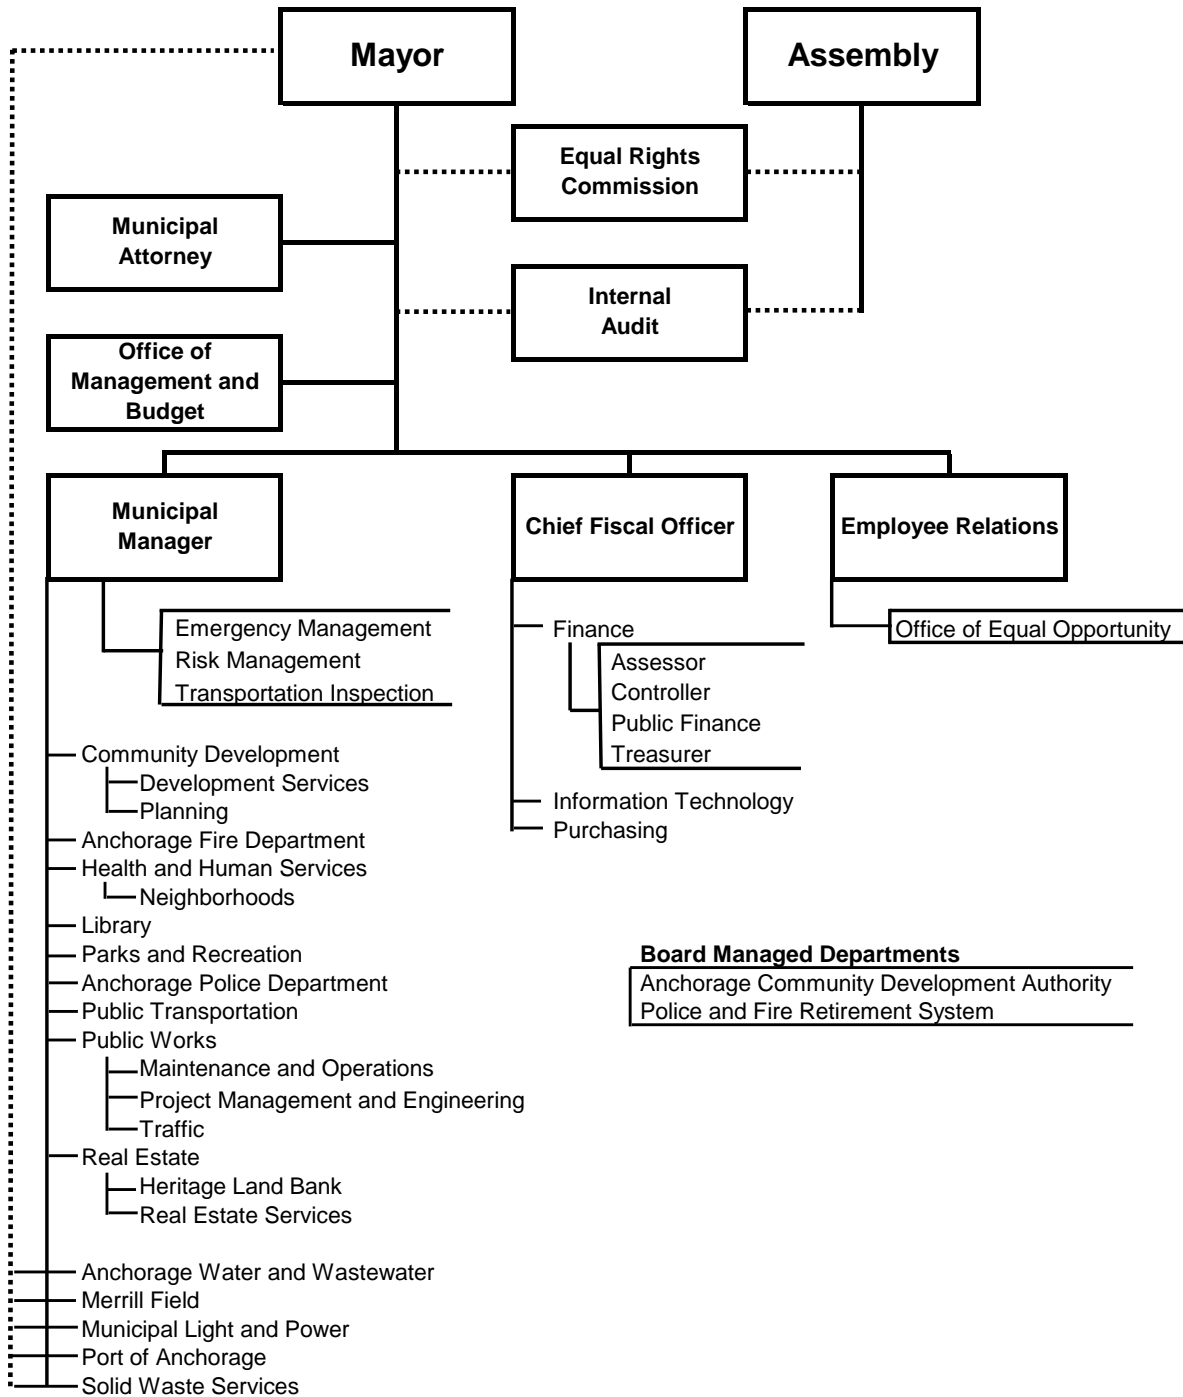 Mayor
Assembly
Equal Rights
Commission
Municipal
Attorney
Internal
Audit
Office of
Management and
Budget
Municipal
Manager
Chief Fiscal Officer
Employee Relations
Emergency Management
Risk Management
Transportation Inspection
Finance
Assessor
Controller
Public Finance
Treasurer
Information Technology
Purchasing
Office of Equal Opportunity
Community Development
Development Services
Planning
Anchorage Fire Department
Health and Human Services
Neighborhoods
Library
Parks and Recreation
Anchorage Police Department
Public Transportation
Public Works
Maintenance and Operations
Project Management and Engineering
Traffic
Real Estate
Heritage Land Bank
Real Estate Services
Anchorage Water and Wastewater
Merrill Field
Municipal Light and Power
Port of Anchorage
Solid Waste Services
Board Managed Departments
Anchorage Community Development Authority
Police and Fire Retirement System